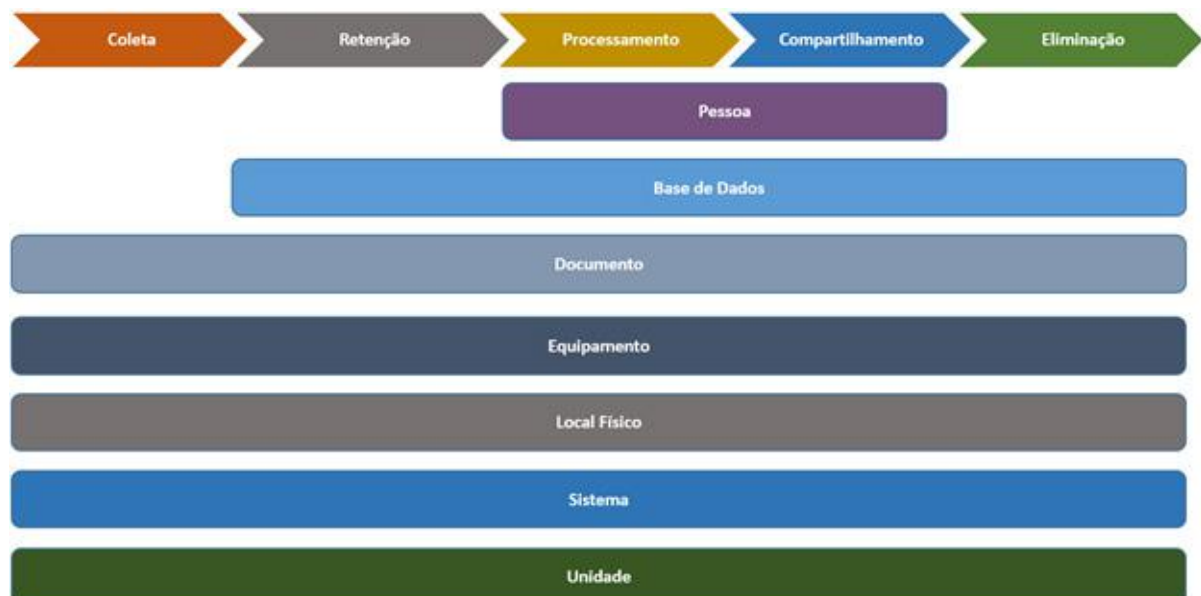 Coleta
Retenção
Processamento
Compartilhamento
Eliminação
Pessoa
Base de Dados
Documento
Equipamento
Local Físico
Sistema
Unidade